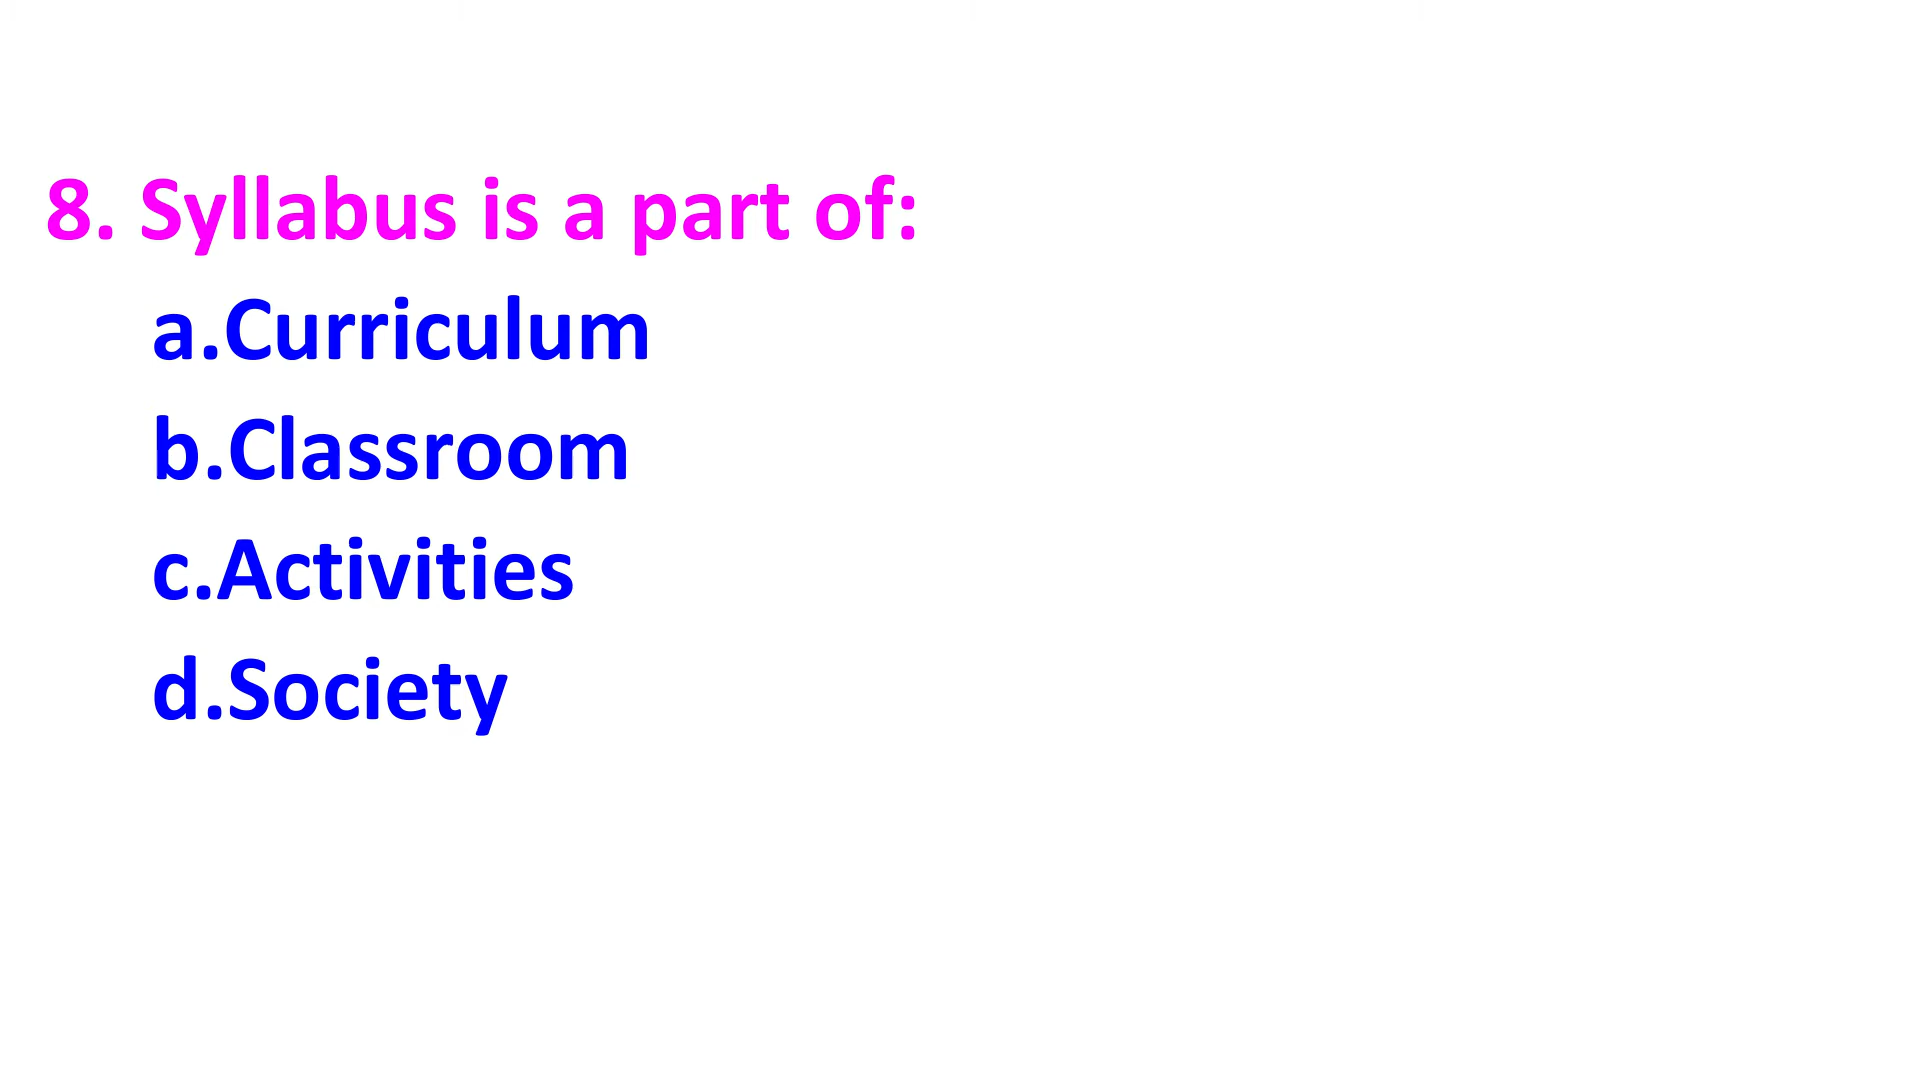 8. Syllabus is a part of:
a.Curriculum
b.Classroom
c.Activities
d.Society